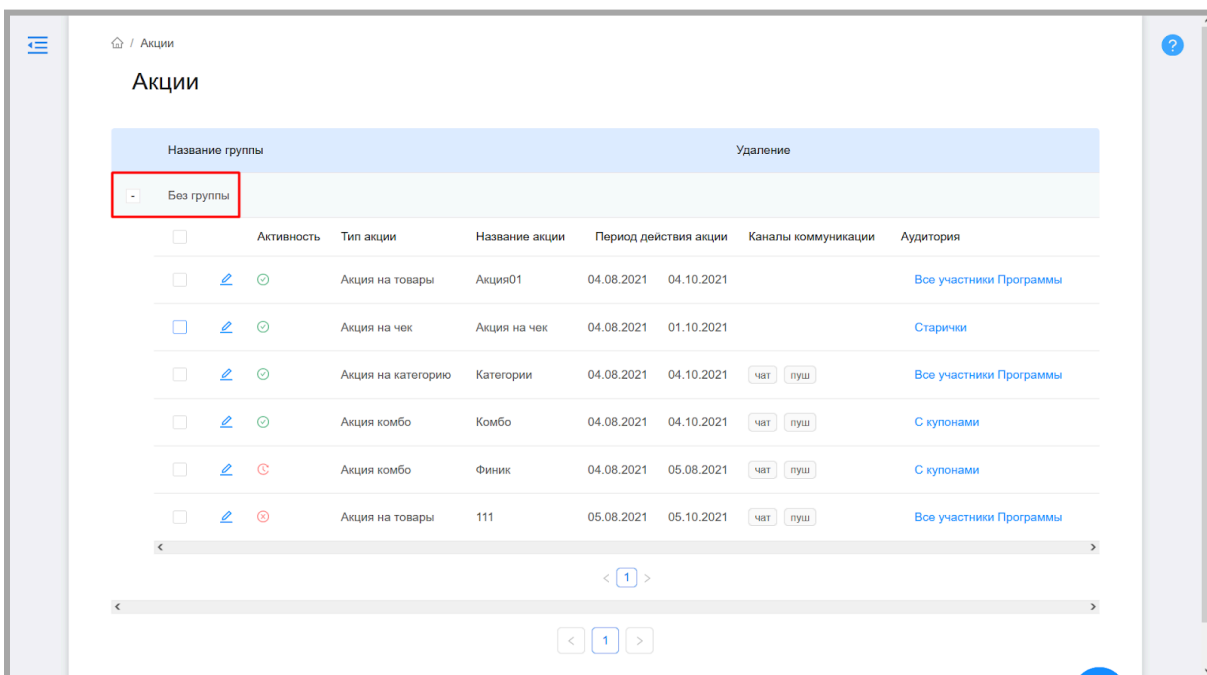 / Акции
?
Акции
Название группы Удаление
- Без группы
Активность Тип акции Название акции Период действия акции Каналы коммуникации Аудитория
Акция на товары Акция01 04.08.2021 04.10.2021 Все участники Программы
Акция на чек Акция на чек 04.08.2021 01.10.2021 Старички
Акция на категорию Категории 04.08.2021 04.10.2021 чат пуш Все участники Программы
Акция комбо Комбо 04.08.2021 04.10.2021 чат пуш С купонами
Акция комбо Финик 04.08.2021 05.08.2021 чат пуш С купонами
Акция на товары 111 05.08.2021 05.10.2021 чат пуш Все участники Программы
< 1 >
< 1 >